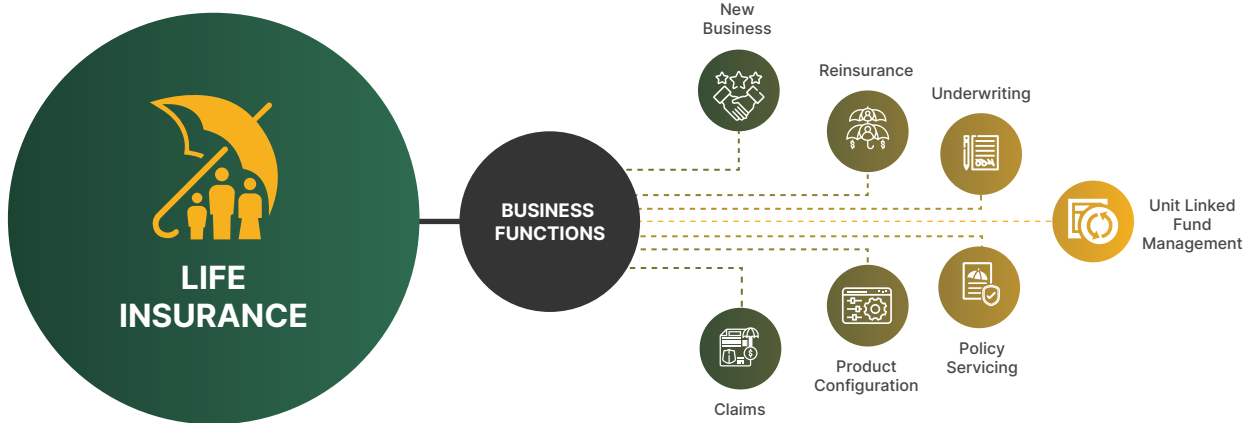 LIFE
INSURANCE
BUSINESS
FUNCTIONS
New
Business
Reinsurance
Underwriting
Unit Linked
Fund
Management
Policy
Servicing
Product
Configuration
Claims